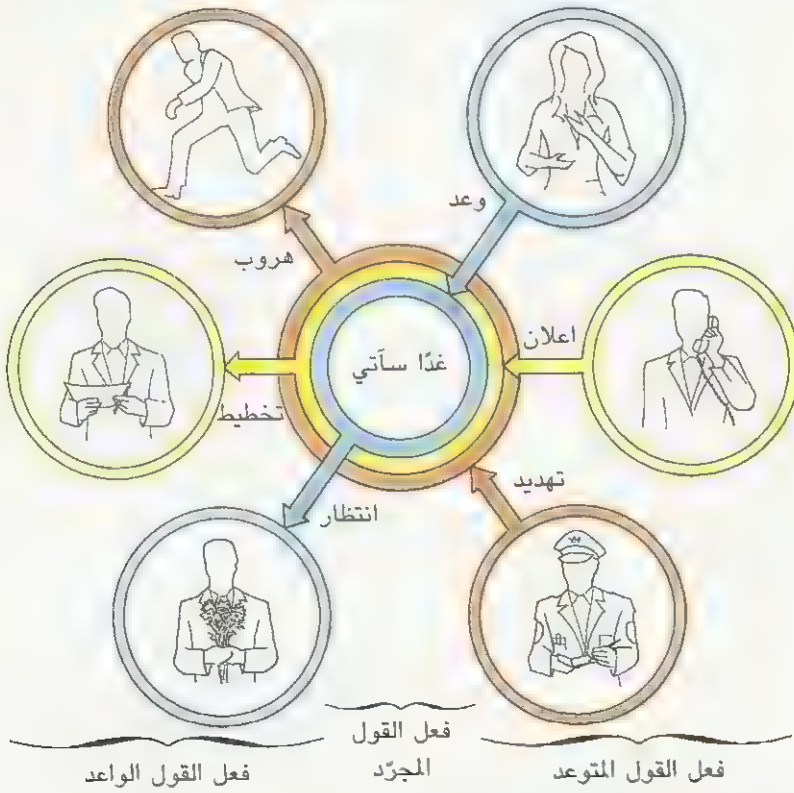 وعد
هروب
اعلان
غدًا سآتي
تخطيط
تهديد
انتظار
فعل القول المتوعد
فعل القول
المجرّد
فعل القول الواعد